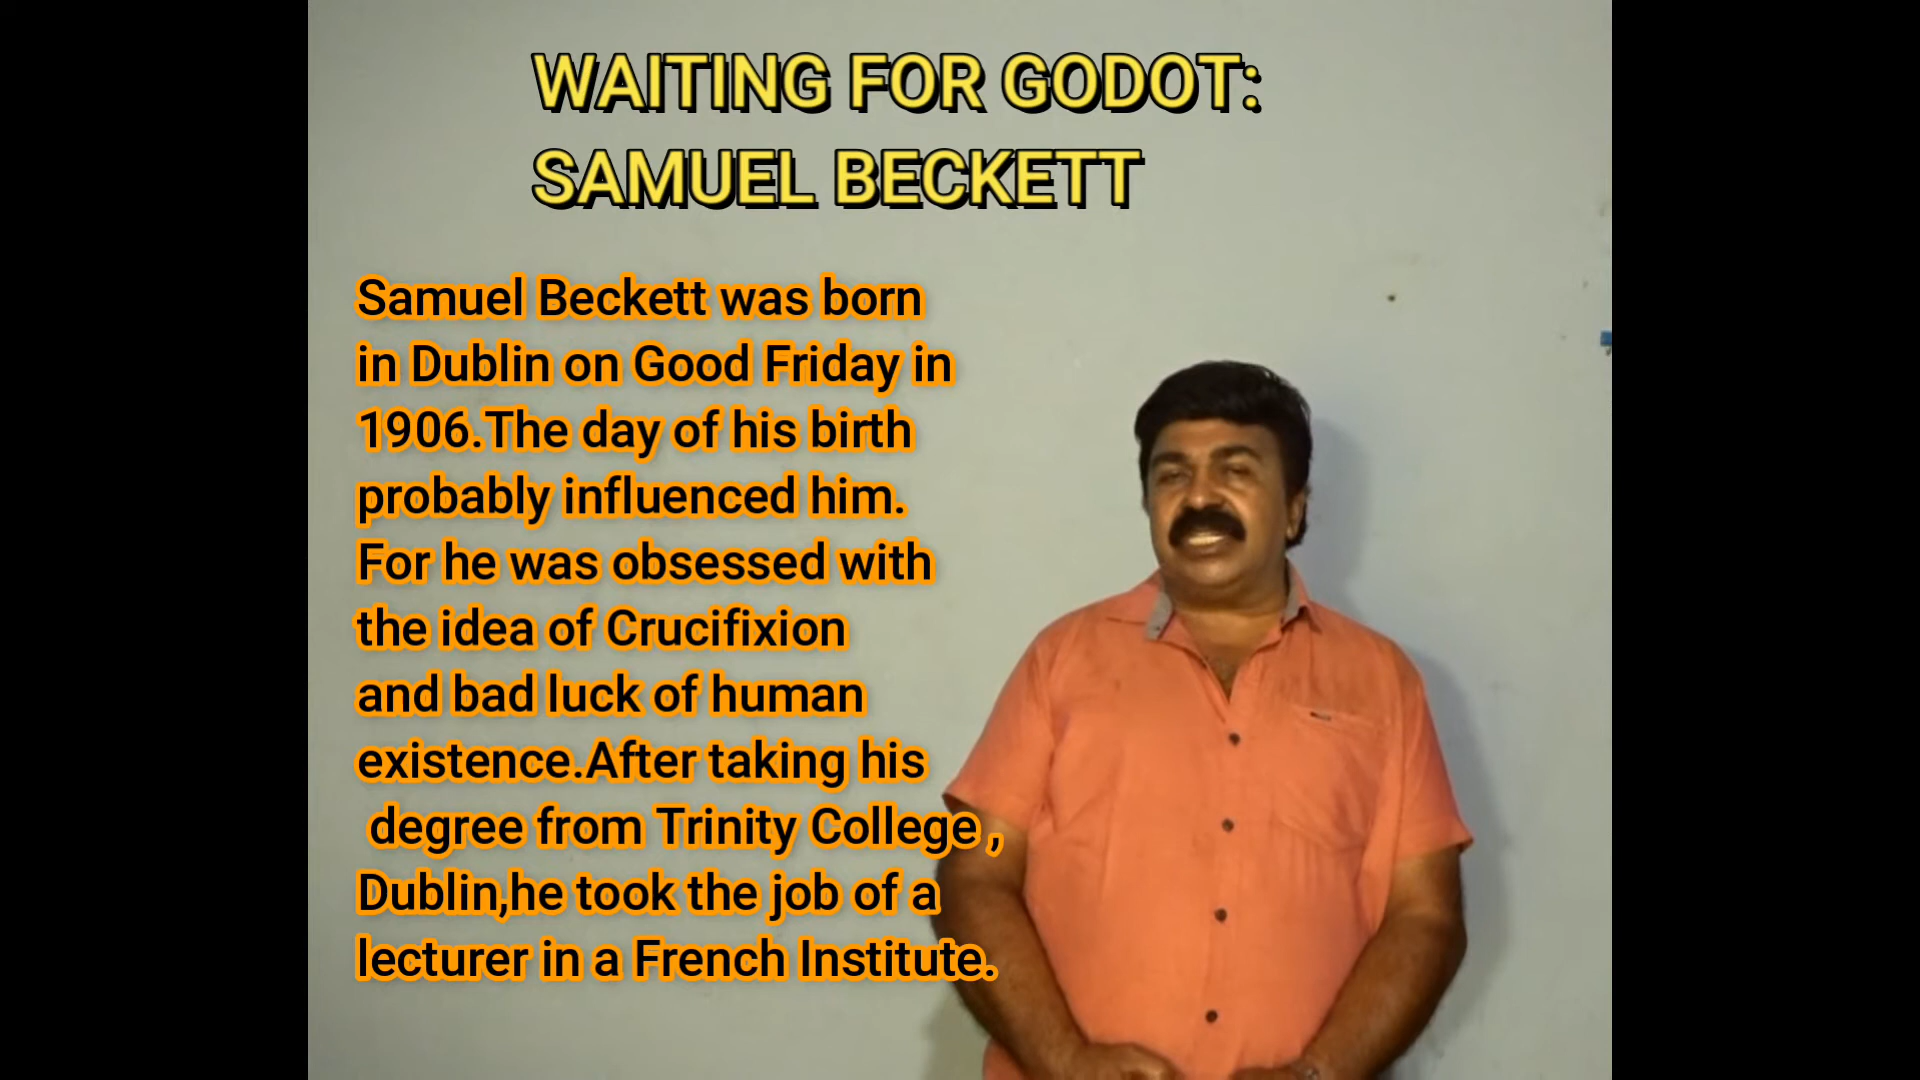 WAITING FOR GODOT:
SAMUEL BECKETT
Samuel Beckett was born
in Dublin on Good Friday in
1906.The day of his birth
probably influenced him.
For he was obsessed with
the idea of Crucifixion
and bad luck of human
existence.After taking his
degree from Trinity College ,
Dublin,he took the job of a
lecturer in a French Institute.